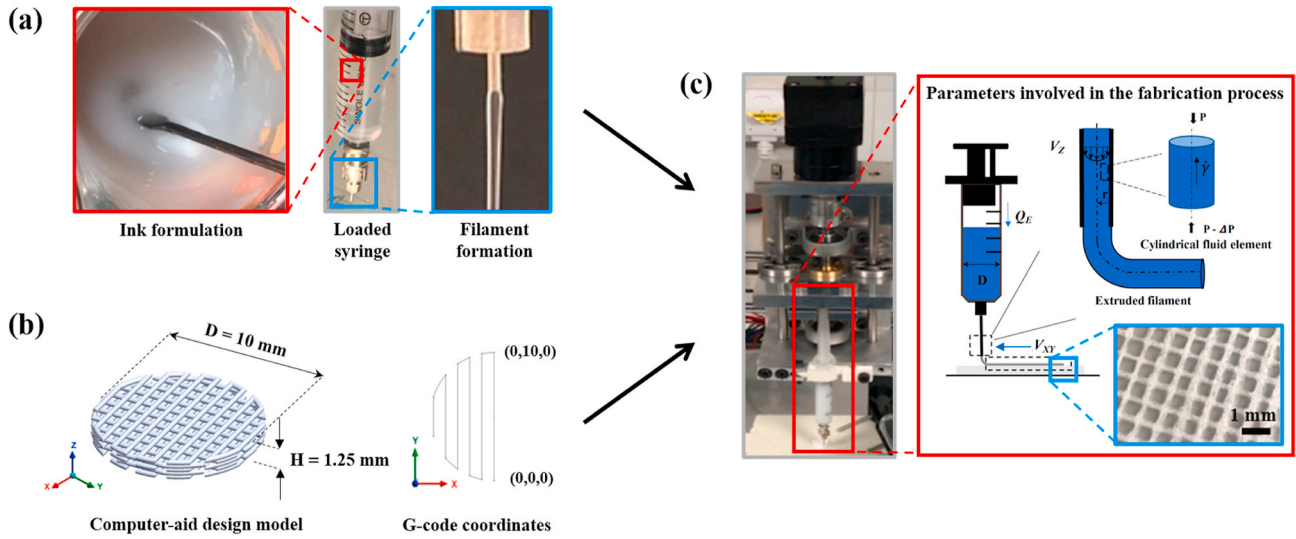 (a)
SINGLE USE
Ink formulation
Loaded
syringe
Filament
formation
(b)
D = 10 mm
H = 1.25 mm
Z
X
Y
Computer-aid design model
(0,10,0)
(0,0,0)
Y
X
G-code coordinates
(c)
Parameters involved in the fabrication process
P
V_Z
γ̇
r
Q_E
P - ΔP
Cylindrical fluid element
D
Extruded filament
V_XY
1 mm